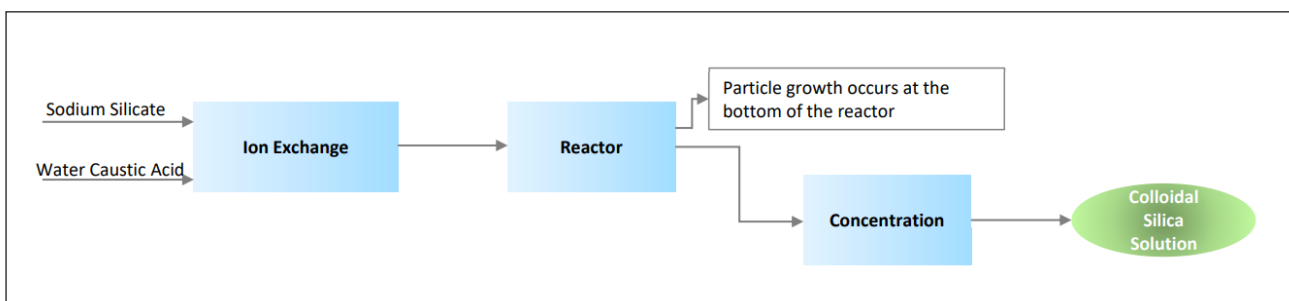 Sodium Silicate
Water Caustic Acid
Ion Exchange
Reactor
Particle growth occurs at the
bottom of the reactor
Concentration
Colloidal
Silica
Solution